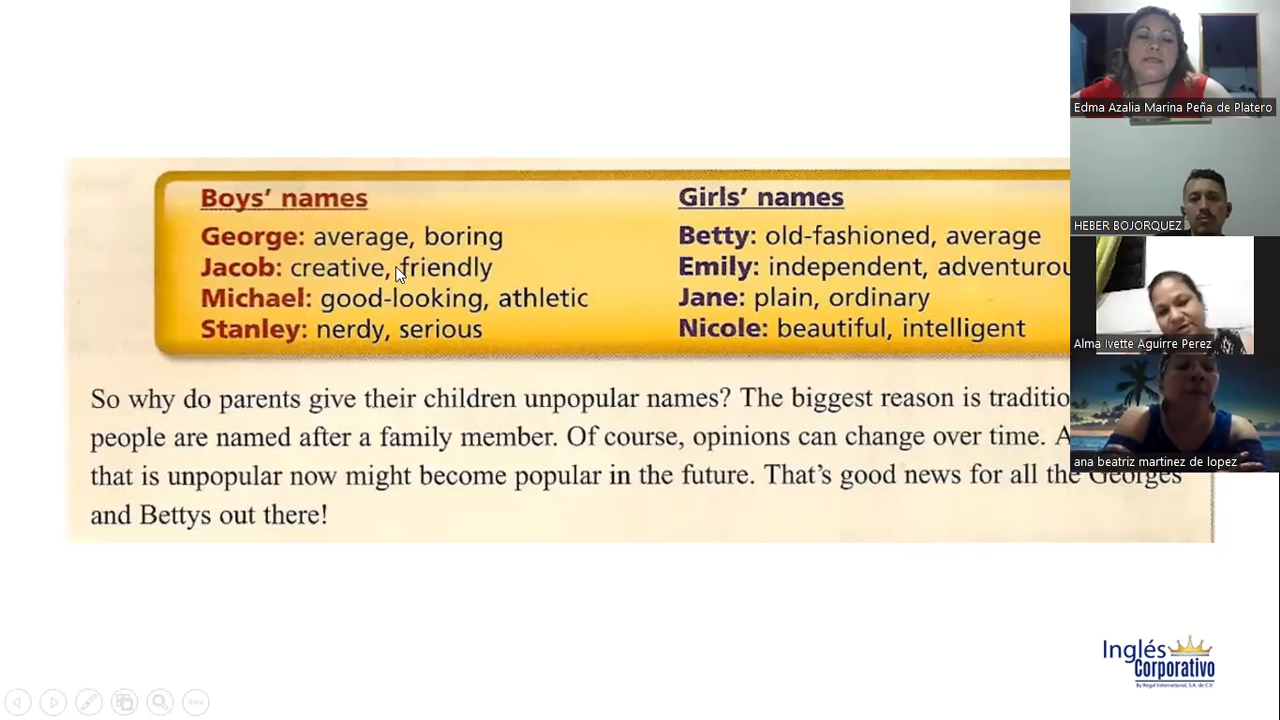 Boys' names
George: average, boring
Jacob: creative, friendly
Michael: good-looking, athletic
Stanley: nerdy, serious
Girls' names
Betty: old-fashioned, average
Emily: independent, adventurou
Jane: plain, ordinary
Nicole: beautiful, intelligent
So why do parents give their children unpopular names? The biggest reason is traditio
people are named after a family member. Of course, opinions can change over time. A
that is unpopular now might become popular in the future. That's good news for all the Georges
and Bettys out there!
Edma Azalia Marina Peña de Platero
HEBER BOJORQUEZ
Alma Ivette Aguirre Perez
ana beatriz martinez de lopez
Inglés
Corporativo
By Regal International, S.A. de C.V.